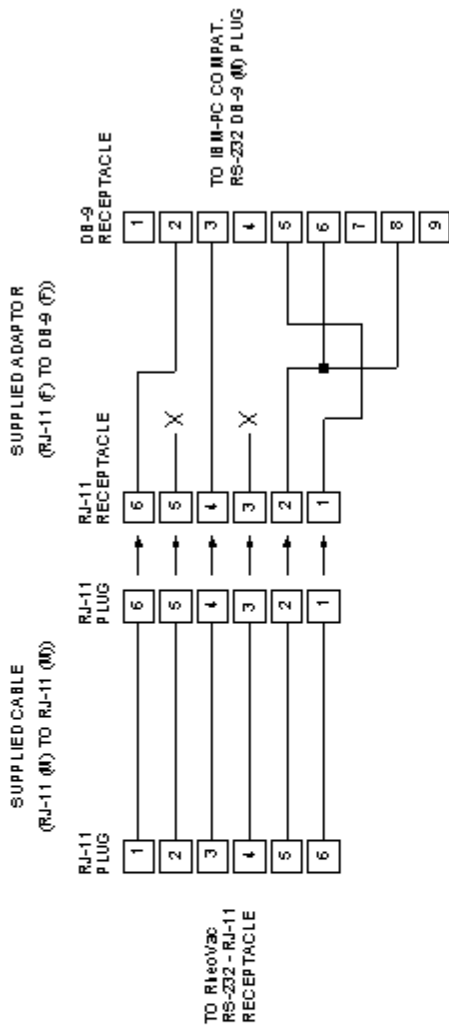 SUPPLIED CABLE
(RJ-11 (M) TO RJ-11 (M))
SUPPLIED ADAPTOR
(RJ-11 (F) TO DB-9 (F))
RJ-11
PLUG
RJ-11
PLUG
RJ-11
RECEPTACLE
DB-9
RECEPTACLE
TO RheoVac
RS-232 - RJ-11
RECEPTACLE
1
2
3
4
5
6
6
5
4
3
2
1
6
5
4
3
2
1
X
X
1
2
3
4
5
6
7
8
9
TO IBM-PC COMPAT.
RS-232 DB-9 (M) PLUG